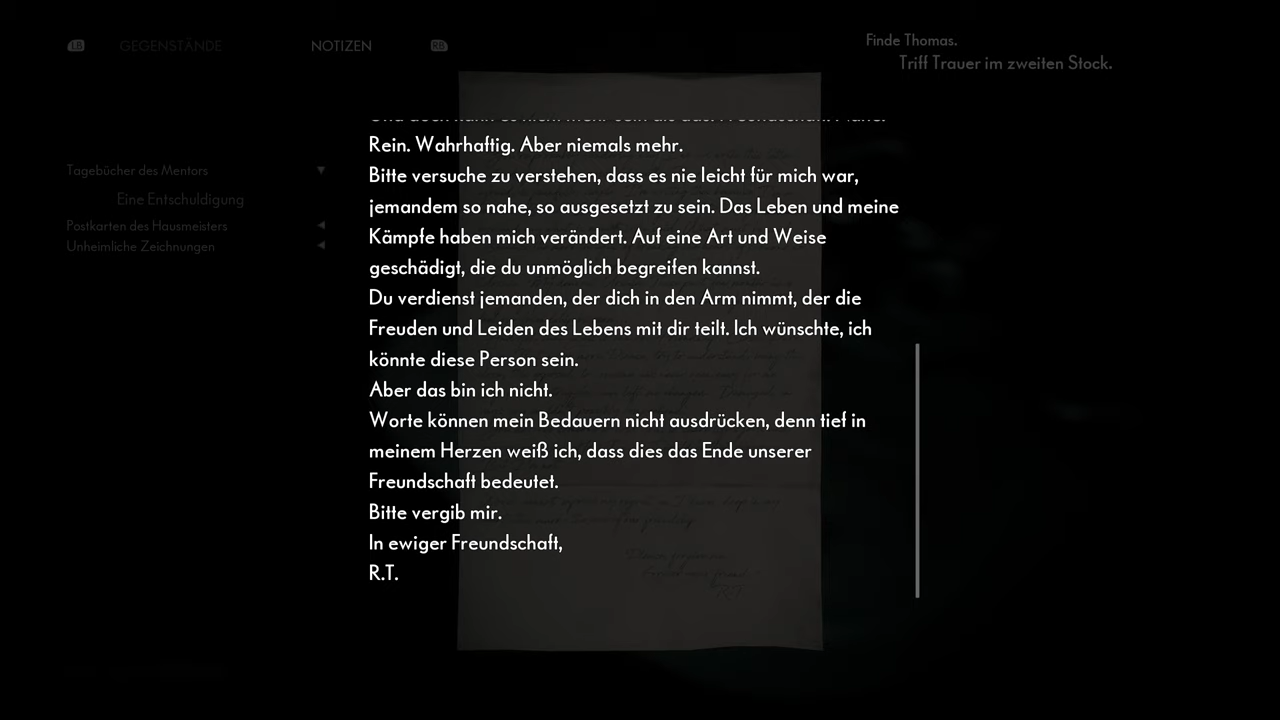 LB GEGENSTÄNDE NOTIZEN RB
Finde Thomas.
Triff Trauer im zweiten Stock.
Tagebücher des Mentors
Eine Entschuldigung
Postkarten des Hausmeisters
Unheimliche Zeichnungen
Rein. Wahrhaftig. Aber niemals mehr.
Bitte versuche zu verstehen, dass es nie leicht für mich war,
jemandem so nahe, so ausgesetzt zu sein. Das Leben und meine
Kämpfe haben mich verändert. Auf eine Art und Weise
geschädigt, die du unmöglich begreifen kannst.
Du verdienst jemanden, der dich in den Arm nimmt, der die
Freuden und Leiden des Lebens mit dir teilt. Ich wünschte, ich
könnte diese Person sein.
Aber das bin ich nicht.
Worte können mein Bedauern nicht ausdrücken, denn tief in
meinem Herzen weiß ich, dass dies das Ende unserer
Freundschaft bedeutet.
Bitte vergib mir.
In ewiger Freundschaft,
R.T.